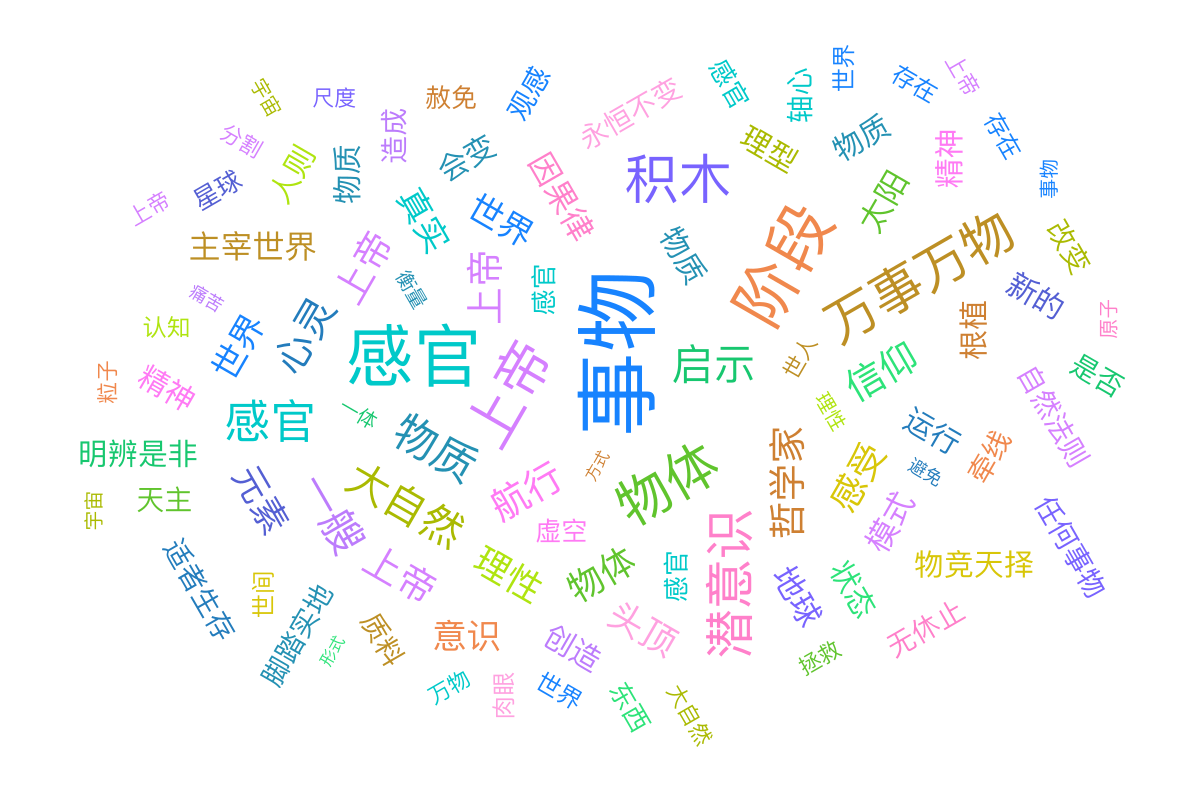 世界
上帝
感官
观感
存在
宇宙
尺度
赦免
永恒不变
轴心
存在
分割
造成
会变
理型
物质
精神
人则
物质
积木
事物
上帝
星球
因果律
太阳
主宰世界
真实
世界
物质
阶段
万事万物
改变
上帝
衡量
上帝
感官
新的
痛苦
事物
原子
认知
世界
心灵
感官
上帝
启示
世人
信仰
根植
是否
粒子
精神
感官
一体
物质
理性
运行
自然法则
明辨是非
元素
大自然
航行
方式
物体
哲学家
感受
避免
牵线
宇宙
天主
一艘
虚空
模式
任何事物
适者生存
世间
上帝
理性
物体
感官
潜意识
地球
状态
物竞天择
脚踏实地
形式
质料
意识
创造
头顶
拯救
无休止
万物
肉眼
世界
东西
大自然